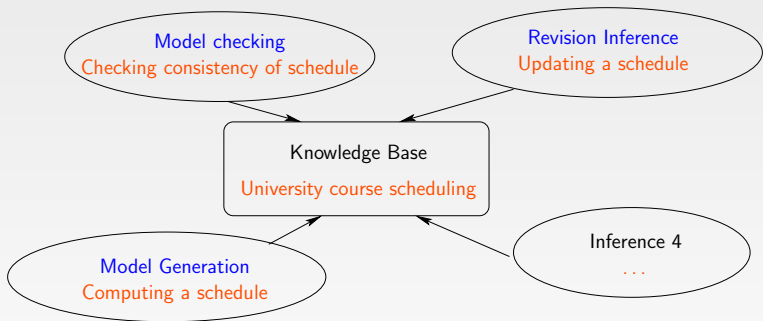 Model checking
Checking consistency of schedule
Revision Inference
Updating a schedule
Knowledge Base
University course scheduling
Model Generation
Computing a schedule
Inference 4
. . .